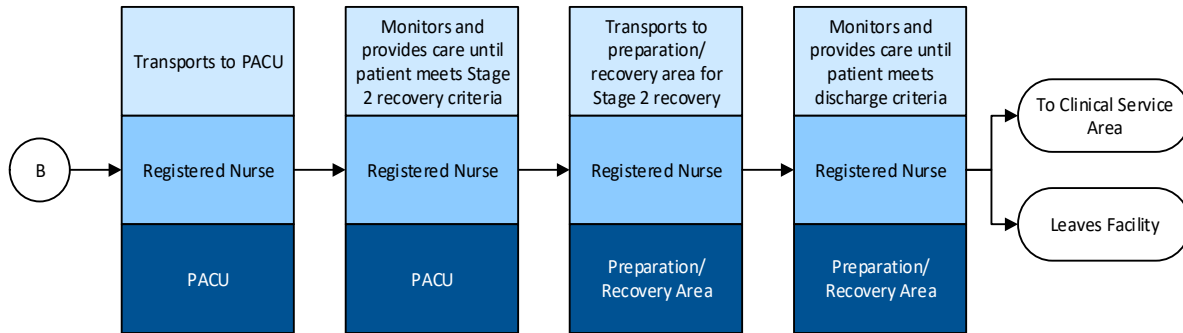 B
Transports to PACU
Registered Nurse
PACU
Monitors and
provides care until
patient meets Stage
2 recovery criteria
Registered Nurse
PACU
Transports to
preparation/
recovery area for
Stage 2 recovery
Registered Nurse
Preparation/
Recovery Area
Monitors and
provides care until
patient meets
discharge criteria
Registered Nurse
Preparation/
Recovery Area
To Clinical Service
Area
Leaves Facility